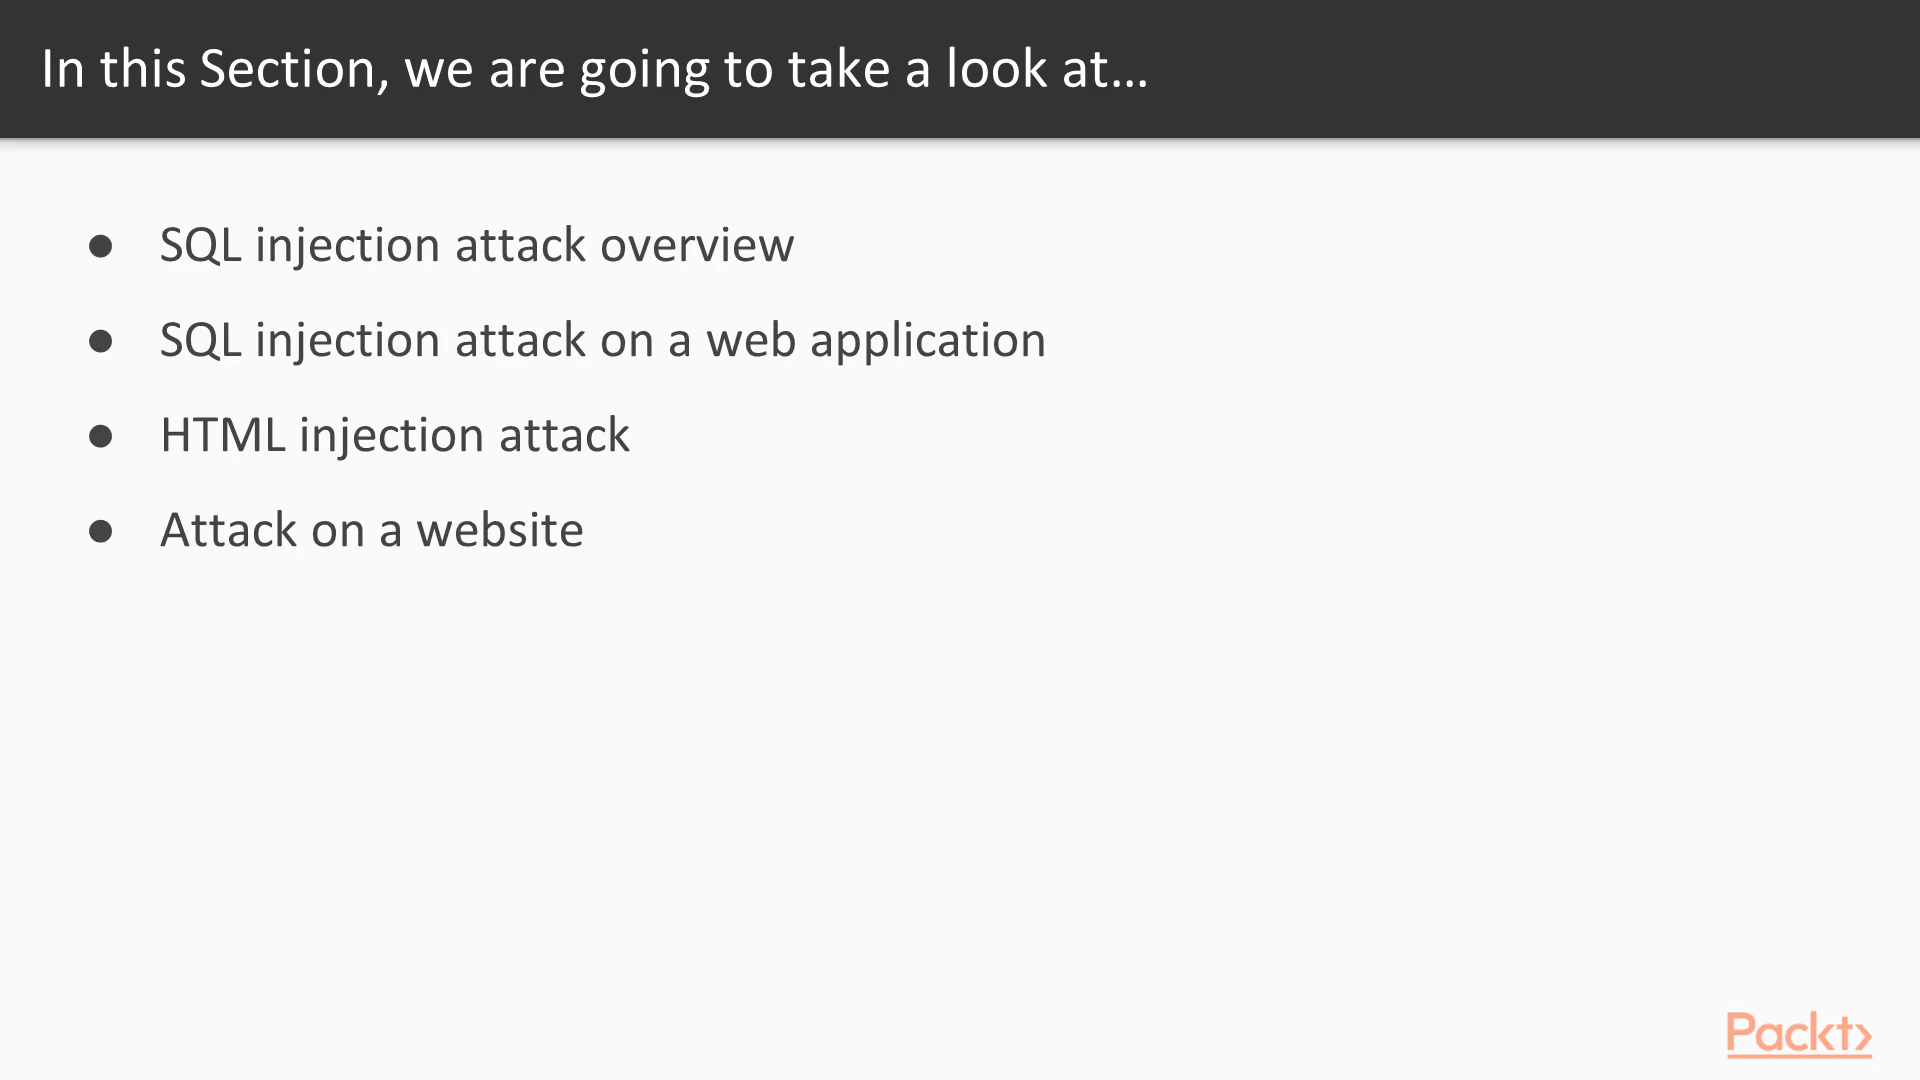 In this Section, we are going to take a look at...
● SQL injection attack overview
● SQL injection attack on a web application
● HTML injection attack
● Attack on a website
Packt>